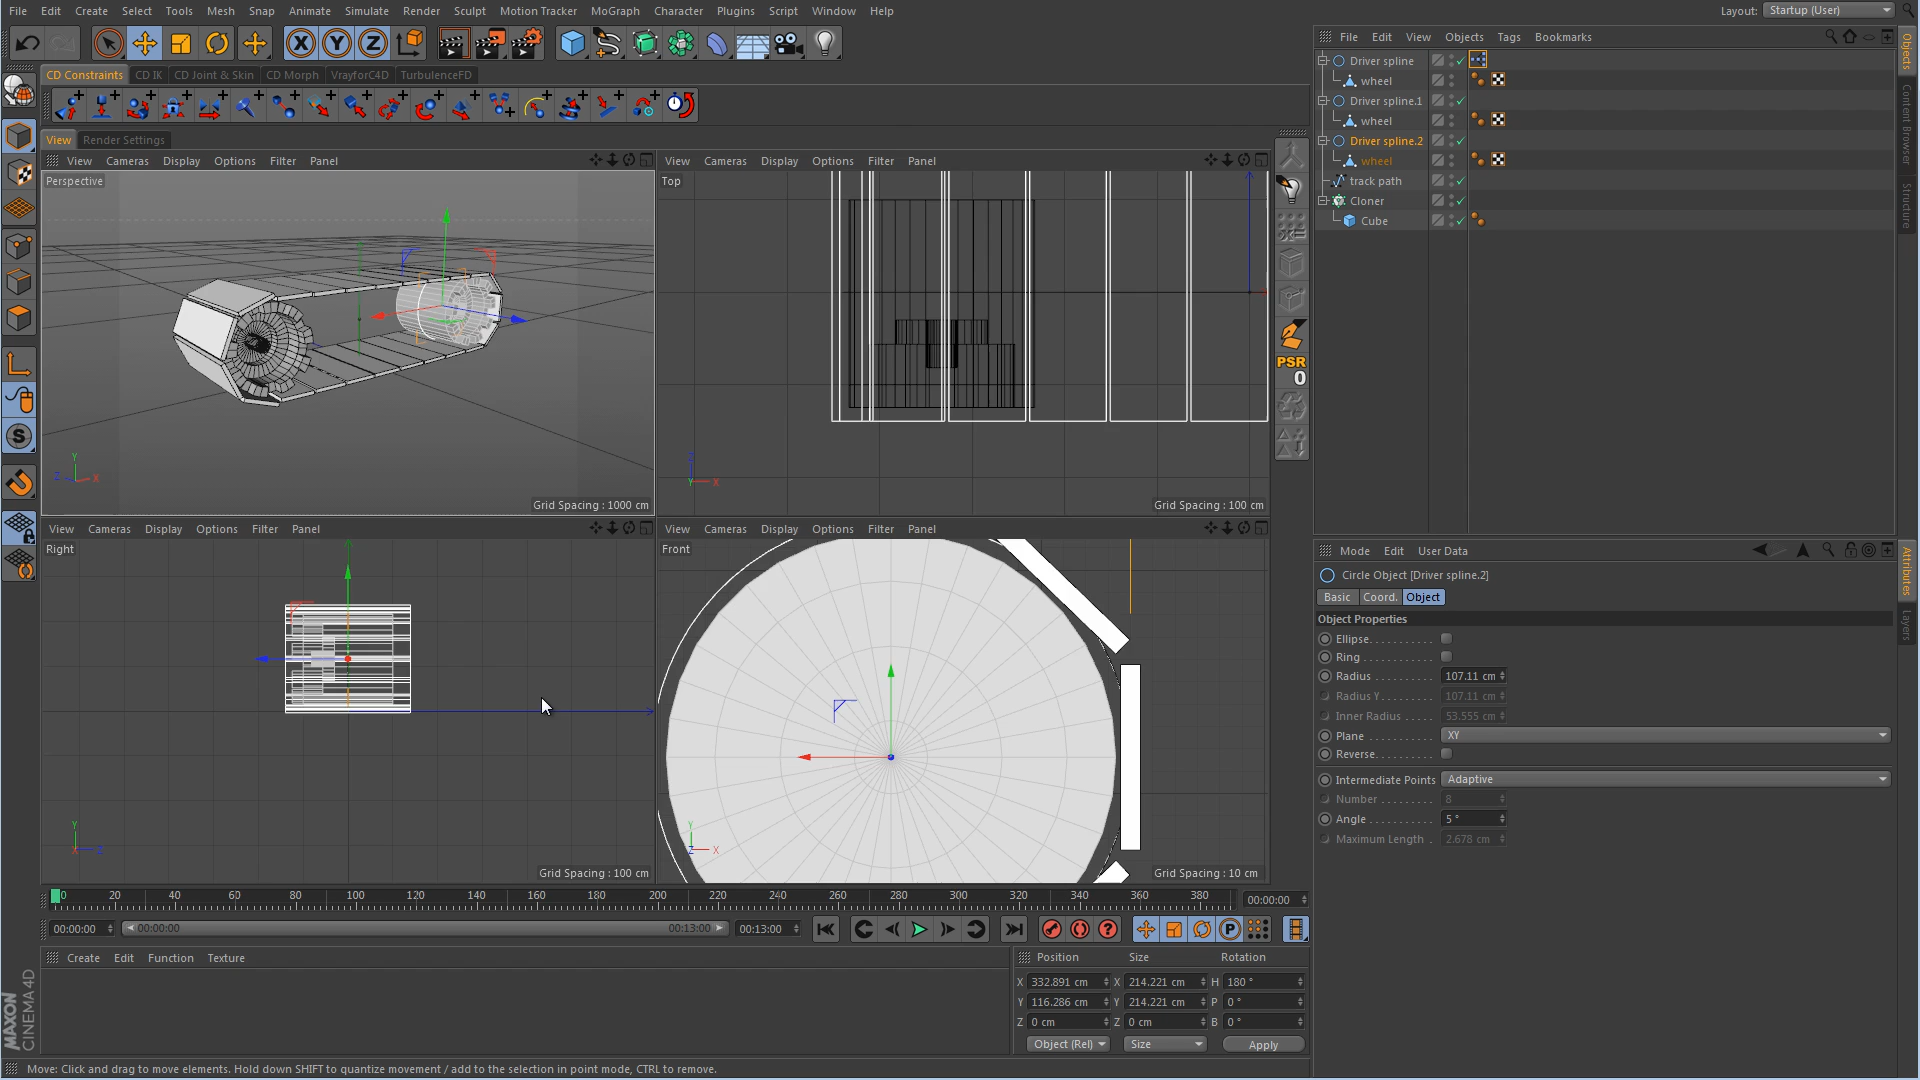 File Edit Create Select Tools Mesh Snap Animate Simulate Render Sculpt Motion Tracker MoGraph Character Plugins Script Window Help Layout: Startup (User)
File Edit View Objects Tags Bookmarks
CD Constraints CD IK CD Joint & Skin CD Morph VrayforC4D TurbulenceFD
Driver spline
wheel
Driver spline.1
wheel
Driver spline.2
wheel
track path
Cloner
Cube
Objects
Content Browser
Structure
View Render Settings
View Cameras Display Options Filter Panel
Perspective
Grid Spacing : 1000 cm
View Cameras Display Options Filter Panel
Top
Grid Spacing : 100 cm
View Cameras Display Options Filter Panel
Right
Grid Spacing : 100 cm
View Cameras Display Options Filter Panel
Front
Grid Spacing : 10 cm
X Y Z
PSR
0
Mode Edit User Data
Circle Object [Driver spline.2]
Basic Coord. Object
Object Properties
Ellipse
Ring
Radius 107.11 cm
Radius Y 107.11 cm
Inner Radius 53.555 cm
Plane XY
Reverse
Intermediate Points Adaptive
Number 8
Angle 5 °
Maximum Length 2.678 cm
Attributes
Layers
0 20 40 60 80 100 120 140 160 180 200 220 240 260 280 300 320 340 360 380 00:00:00
00:00:00 00:00:00 00:13:00 00:13:00
Create Edit Function Texture
Position Size Rotation
X 332.891 cm X 214.221 cm H 180 °
Y 116.286 cm Y 214.221 cm P 0 °
Z 0 cm Z 0 cm B 0 °
Object (Rel) Size Apply
MAXON
CINEMA 4D
Move: Click and drag to move elements. Hold down SHIFT to quantize movement / add to the selection in point mode, CTRL to remove.